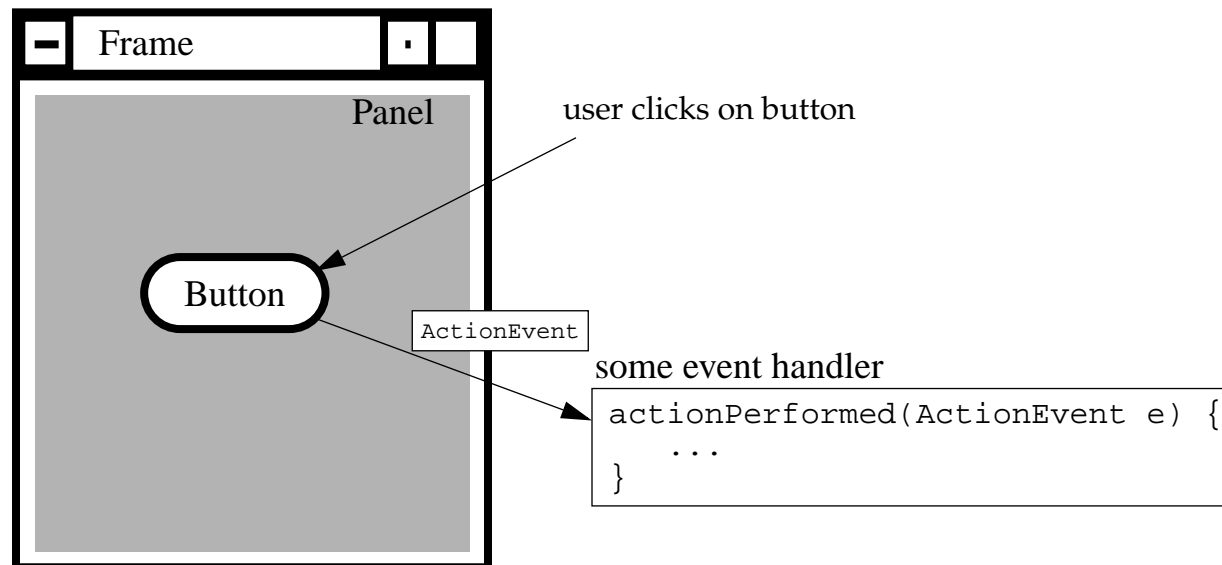 Frame
Panel
user clicks on button
Button
ActionEvent
some event handler
actionPerformed(ActionEvent e) {
...
}